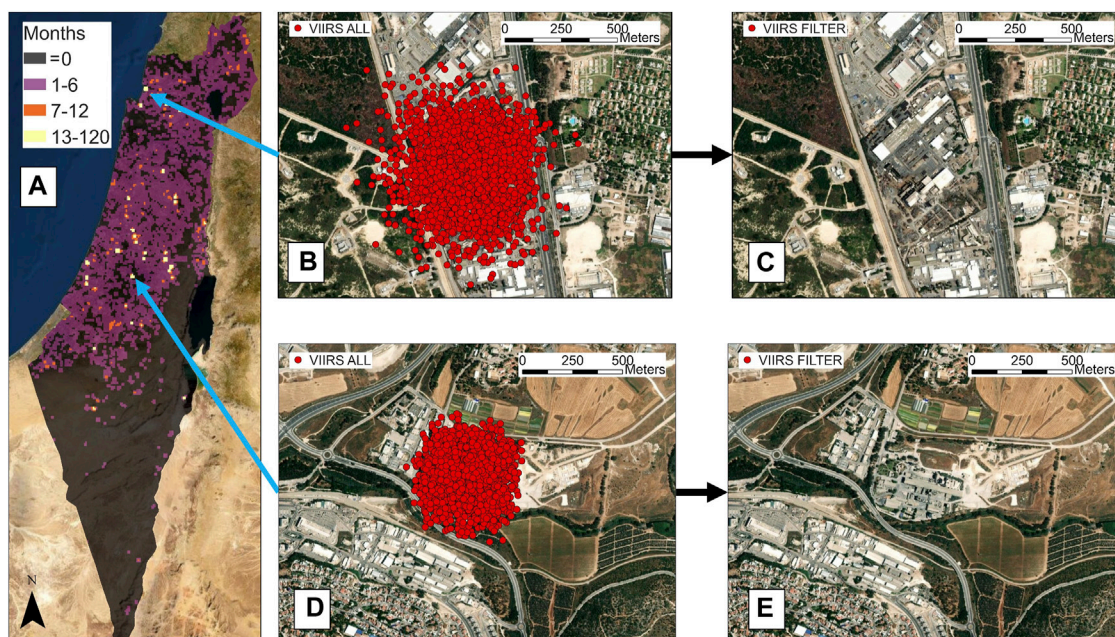 Months
=0
1-6
7-12
13-120
A
N
VIIRS ALL
0 250 500
Meters
B
VIIRS FILTER
0 250 500
Meters
C
VIIRS ALL
0 250 500
Meters
D
VIIRS FILTER
0 250 500
Meters
E